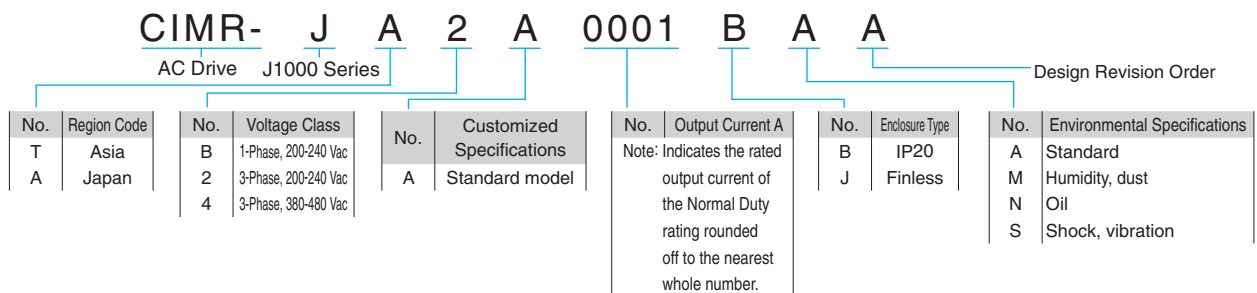 CIMR- J A 2 A 0001 B A A
AC Drive J1000 Series
Design Revision Order
No. Region Code
T Asia
A Japan
No. Voltage Class
B 1-Phase, 200-240 Vac
2 3-Phase, 200-240 Vac
4 3-Phase, 380-480 Vac
No. Customized
Specifications
A Standard model
No. Output Current A
Note: Indicates the rated
output current of
the Normal Duty
rating rounded
off to the nearest
whole number.
No. Enclosure Type
B IP20
J Finless
No. Environmental Specifications
A Standard
M Humidity, dust
N Oil
S Shock, vibration